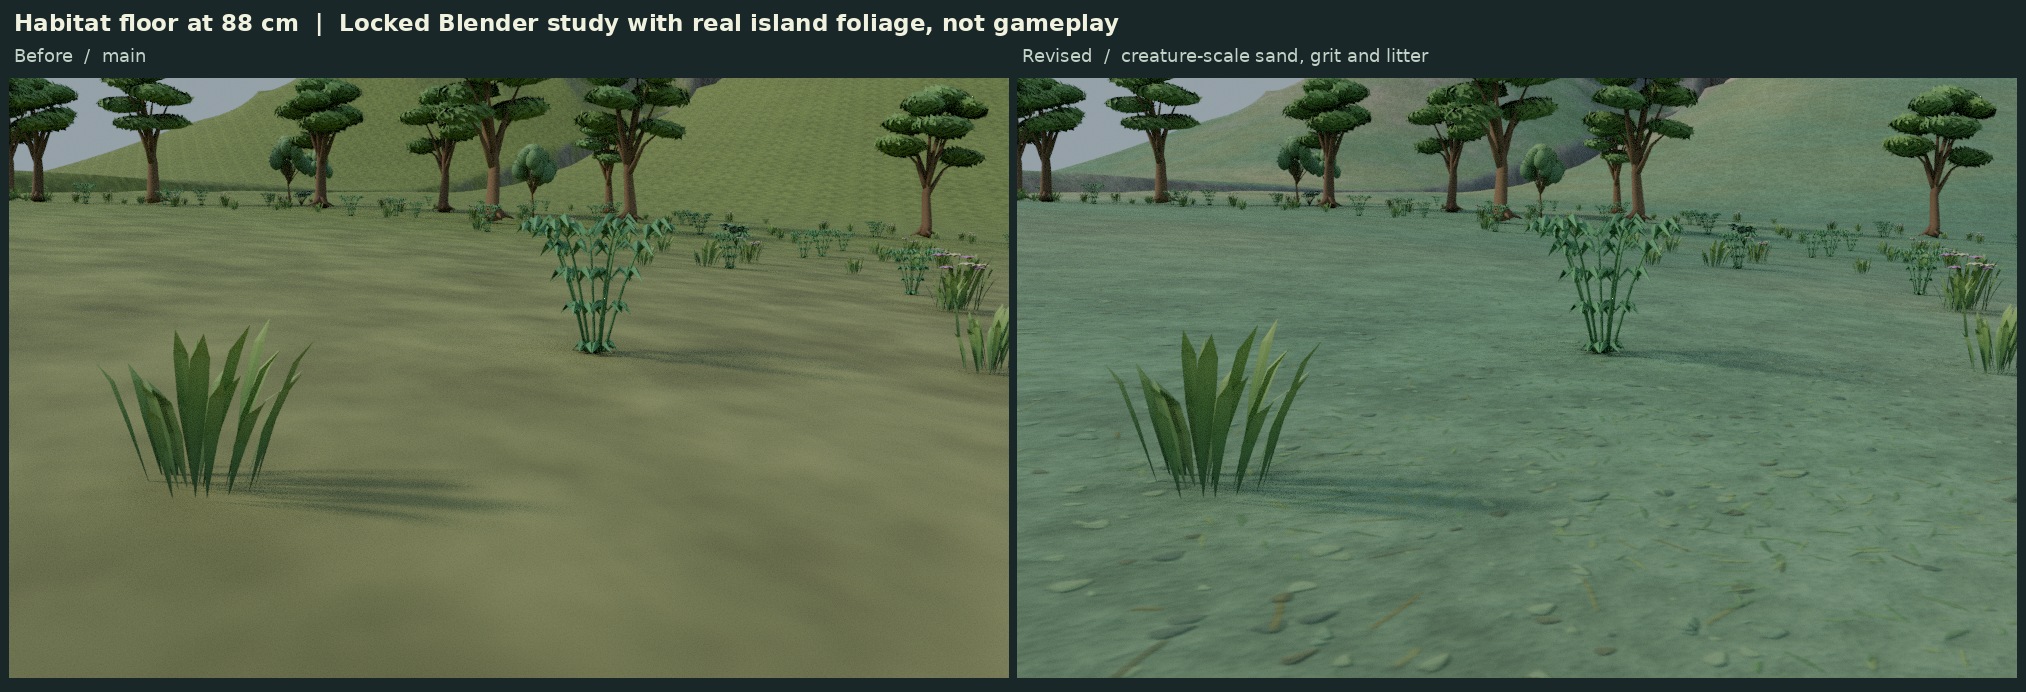 Habitat floor at 88 cm | Locked Blender study with real island foliage, not gameplay
Before / main
Revised / creature-scale sand, grit and litter